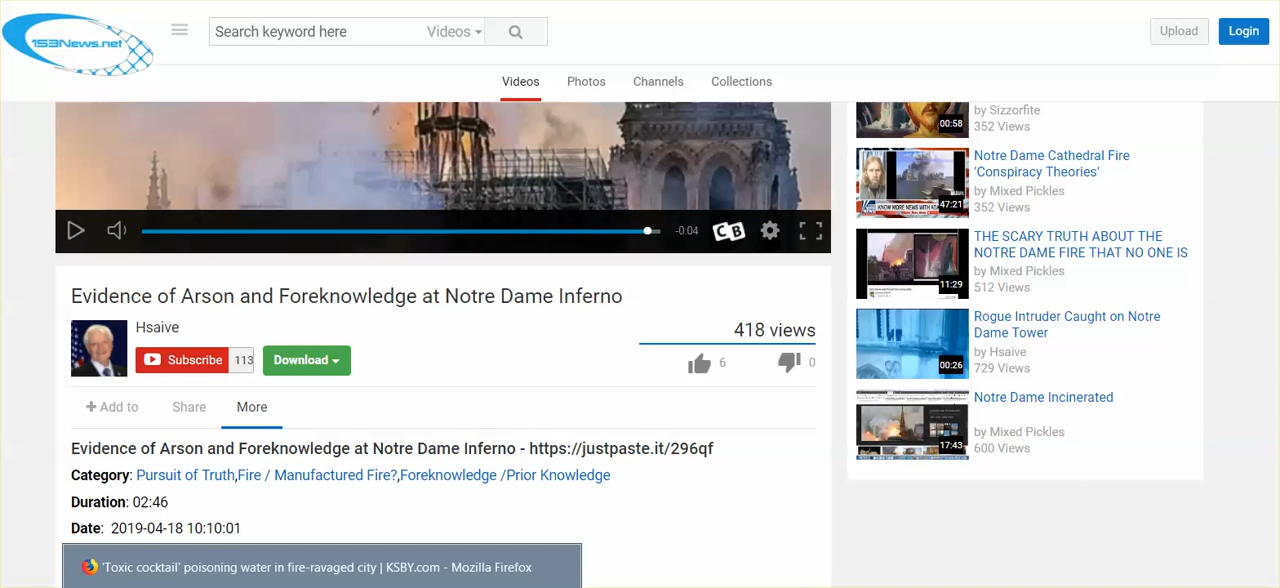 153News.net
Search keyword here
Videos
Upload
Login
Videos
Photos
Channels
Collections
-0:04
CB
Evidence of Arson and Foreknowledge at Notre Dame Inferno
Hsaive
Subscribe
113
Download
418 views
6
0
+ Add to
Share
More
Evidence of Arson and Foreknowledge at Notre Dame Inferno - https://justpaste.it/296qf
Category: Pursuit of Truth,Fire / Manufactured Fire?,Foreknowledge /Prior Knowledge
Duration: 02:46
Date: 2019-04-18 10:10:01
'Toxic cocktail' poisoning water in fire-ravaged city | KSBY.com - Mozilla Firefox
00:58
by Sizzorfite
352 Views
KNOW MORE NEWS WITH ADA
47:21
Notre Dame Cathedral Fire
'Conspiracy Theories'
by Mixed Pickles
352 Views
11:29
THE SCARY TRUTH ABOUT THE
NOTRE DAME FIRE THAT NO ONE IS
by Mixed Pickles
512 Views
00:26
Rogue Intruder Caught on Notre
Dame Tower
by Hsaive
729 Views
17:43
Notre Dame Incinerated
by Mixed Pickles
600 Views